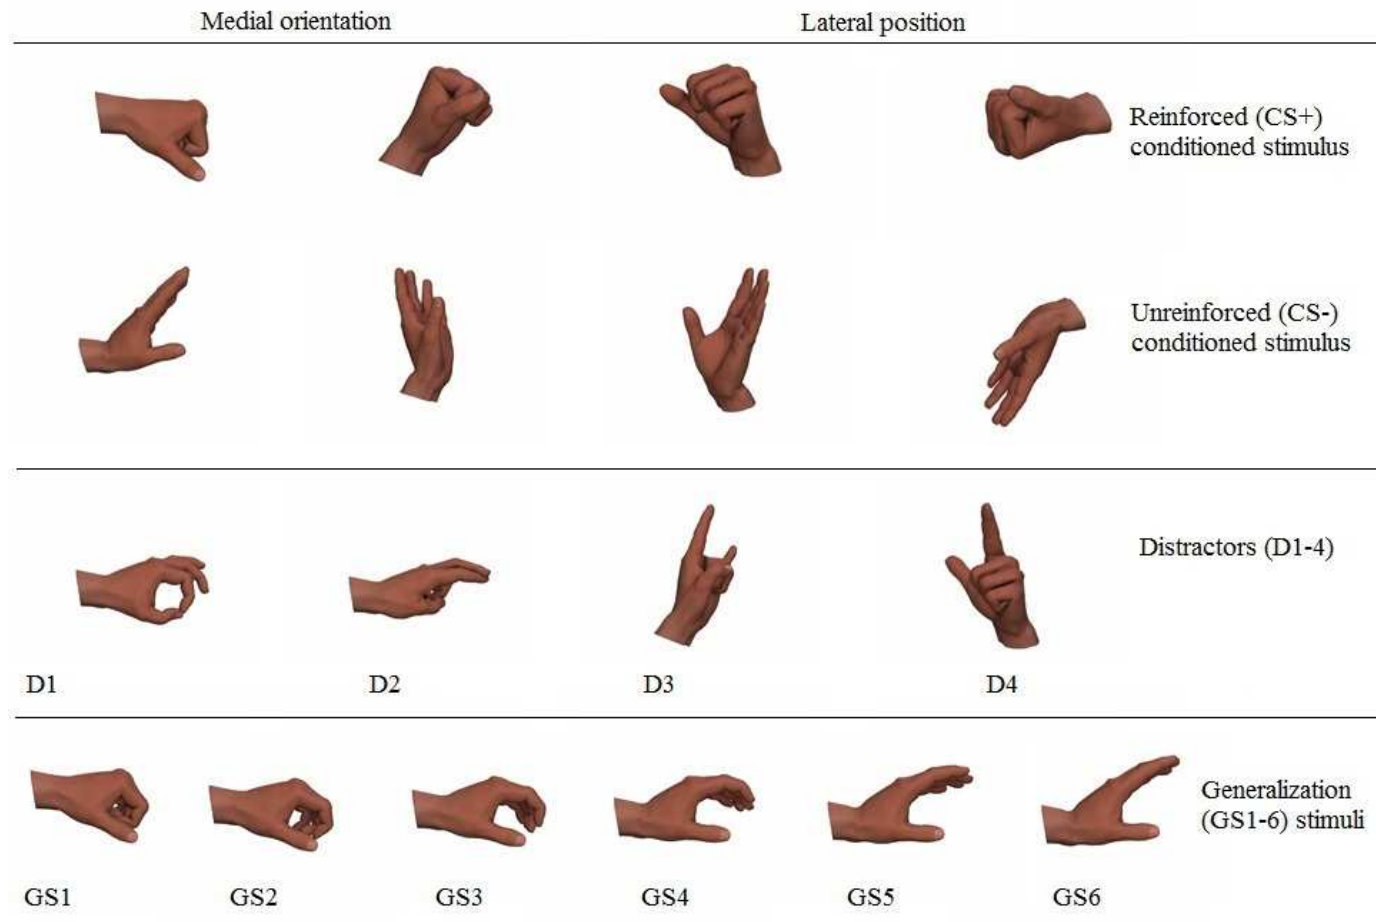 Medial orientation
Lateral position
Reinforced (CS+)
conditioned stimulus
Unreinforced (CS-)
conditioned stimulus
Distractors (D1-4)
D1
D2
D3
D4
Generalization
(GS1-6) stimuli
GS1
GS2
GS3
GS4
GS5
GS6